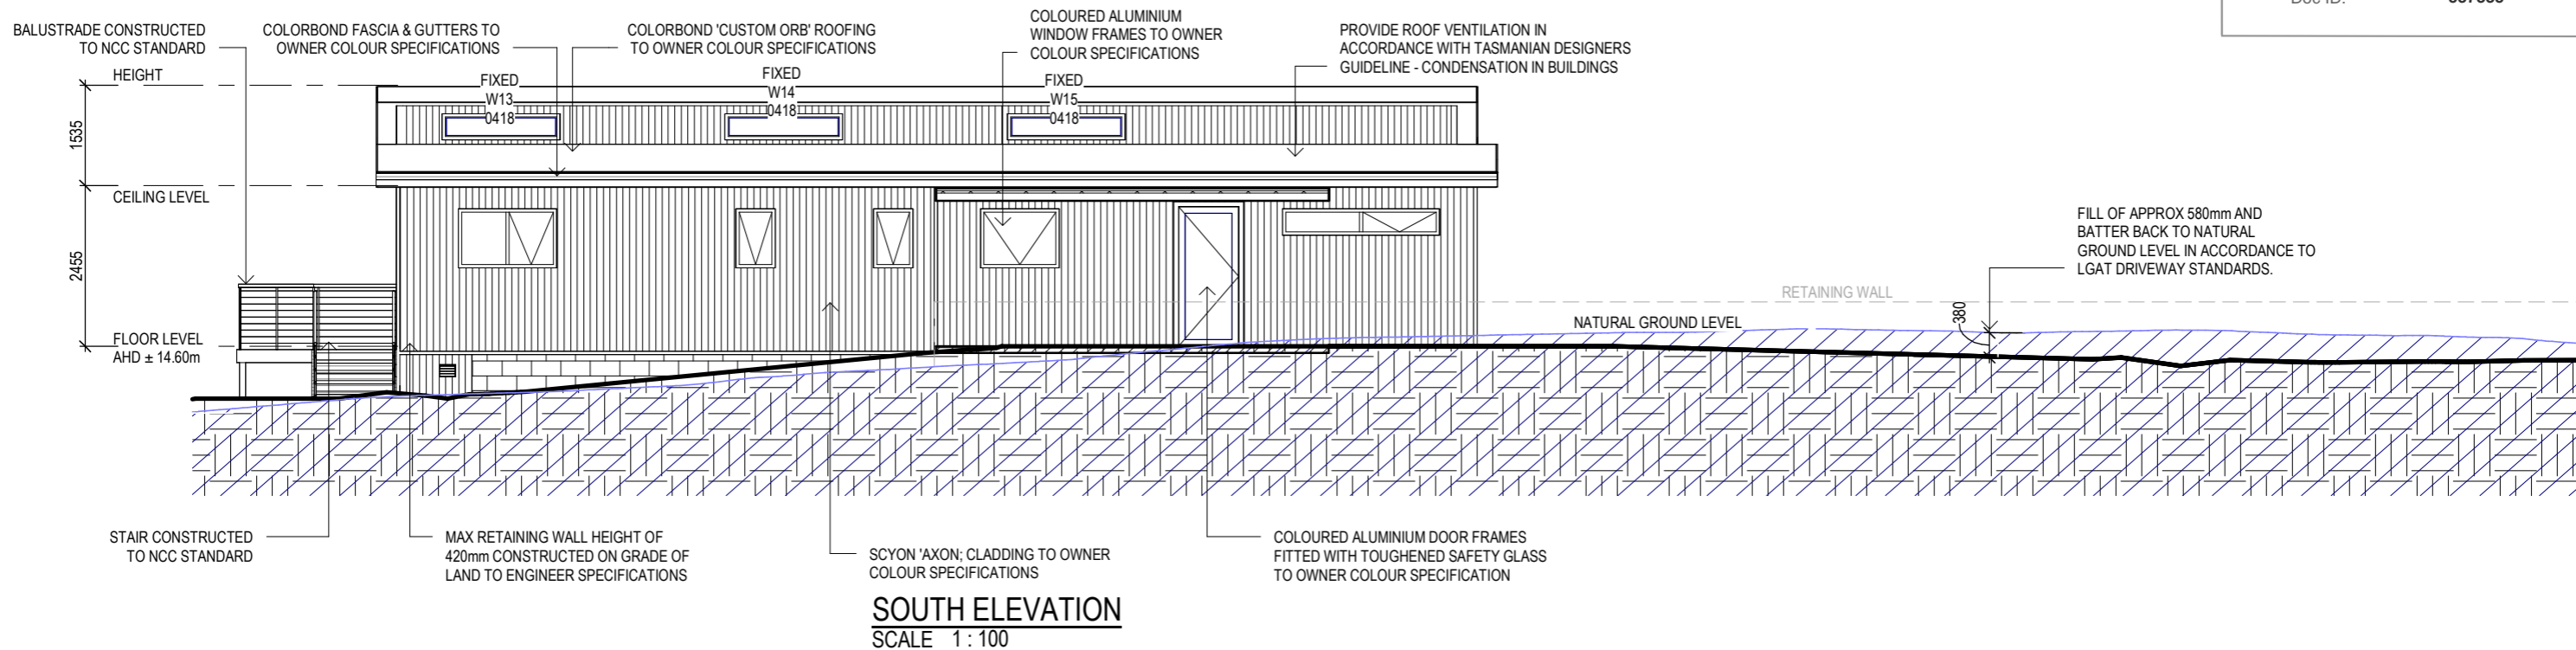 BALUSTRADE CONSTRUCTED
TO NCC STANDARD
COLORBOND FASCIA & GUTTERS TO
OWNER COLOUR SPECIFICATIONS
COLORBOND 'CUSTOM ORB' ROOFING
TO OWNER COLOUR SPECIFICATIONS
COLOURED ALUMINIUM
WINDOW FRAMES TO OWNER
COLOUR SPECIFICATIONS
PROVIDE ROOF VENTILATION IN
ACCORDANCE WITH TASMANIAN DESIGNERS
GUIDELINE - CONDENSATION IN BUILDINGS
HEIGHT
FIXED
W13
0418
FIXED
W14
0418
FIXED
W15
0418
1535
CEILING LEVEL
2455
FLOOR LEVEL
AHD ± 14.60m
FILL OF APPROX 580mm AND
BATTER BACK TO NATURAL
GROUND LEVEL IN ACCORDANCE TO
LGAT DRIVEWAY STANDARDS.
RETAINING WALL
380
NATURAL GROUND LEVEL
STAIR CONSTRUCTED
TO NCC STANDARD
MAX RETAINING WALL HEIGHT OF
420mm CONSTRUCTED ON GRADE OF
LAND TO ENGINEER SPECIFICATIONS
SCYON 'AXON; CLADDING TO OWNER
COLOUR SPECIFICATIONS
COLOURED ALUMINIUM DOOR FRAMES
FITTED WITH TOUGHENED SAFETY GLASS
TO OWNER COLOUR SPECIFICATION
SOUTH ELEVATION
SCALE 1 : 100